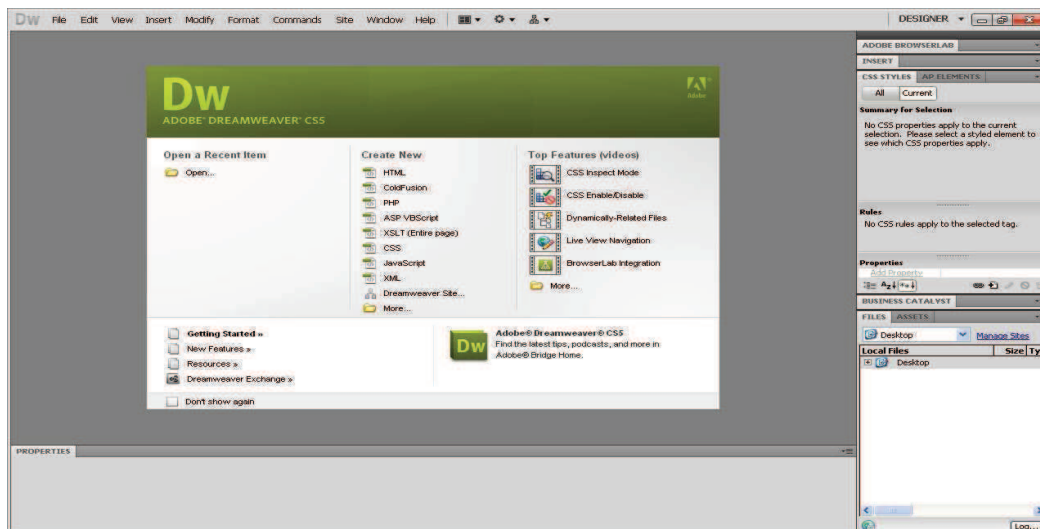 Dw File Edit View Insert Modify Format Commands Site Window Help DESIGNER
Dw
ADOBE® DREAMWEAVER® CS5
Adobe
Open a Recent Item
Open...
Create New
HTML
ColdFusion
PHP
ASP VBScript
XSLT (Entire page)
CSS
JavaScript
XML
Dreamweaver Site...
More...
Top Features (videos)
CSS Inspect Mode
CSS Enable/Disable
Dynamically-Related Files
Live View Navigation
BrowserLab Integration
More...
Getting Started »
New Features »
Resources »
Dreamweaver Exchange »
Dw
Adobe® Dreamweaver® CS5
Find the latest tips, podcasts, and more in
Adobe® Bridge Home.
Don't show again
PROPERTIES
ADOBE BROWSERLAB
INSERT
CSS STYLES AP ELEMENTS
All Current
Summary for Selection
No CSS properties apply to the current
selection. Please select a styled element to
see which CSS properties apply.
Rules
No CSS rules apply to the selected tag.
Properties
Add Property
BUSINESS CATALYST
FILES ASSETS
Desktop Manage Sites
Local Files Size Ty
Desktop
Log...